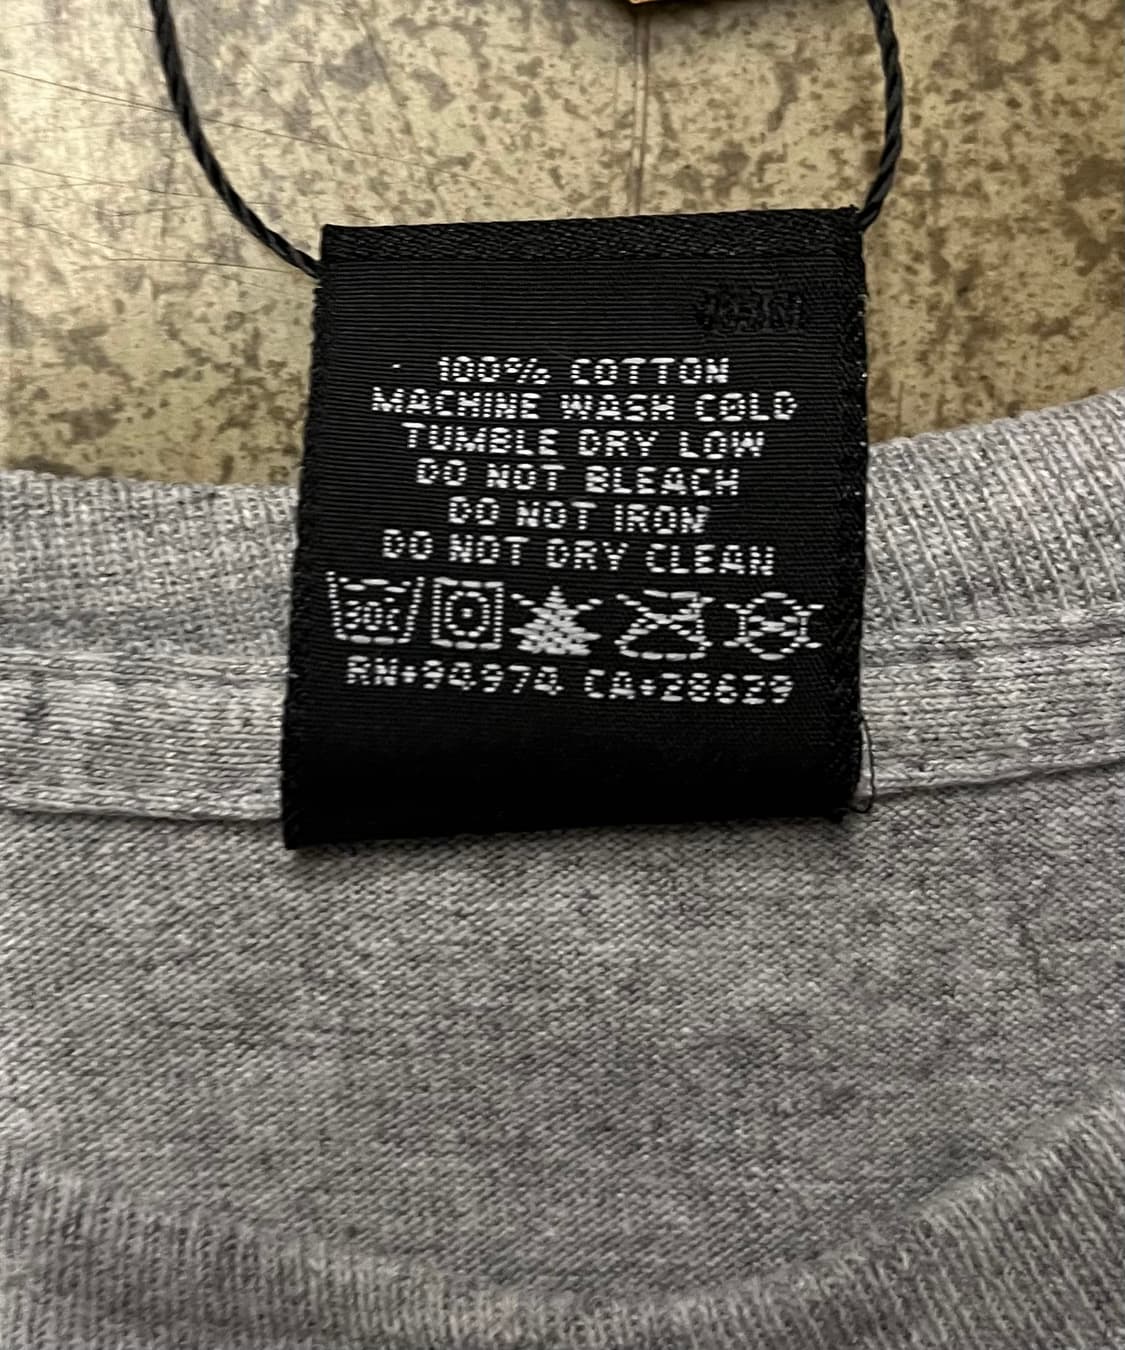 100% COTTON
MACHINE WASH COLD
TUMBLE DRY LOW
DO NOT BLEACH
DO NOT IRON
DO NOT DRY CLEAN
30c
RN♦94974 CA♦28629